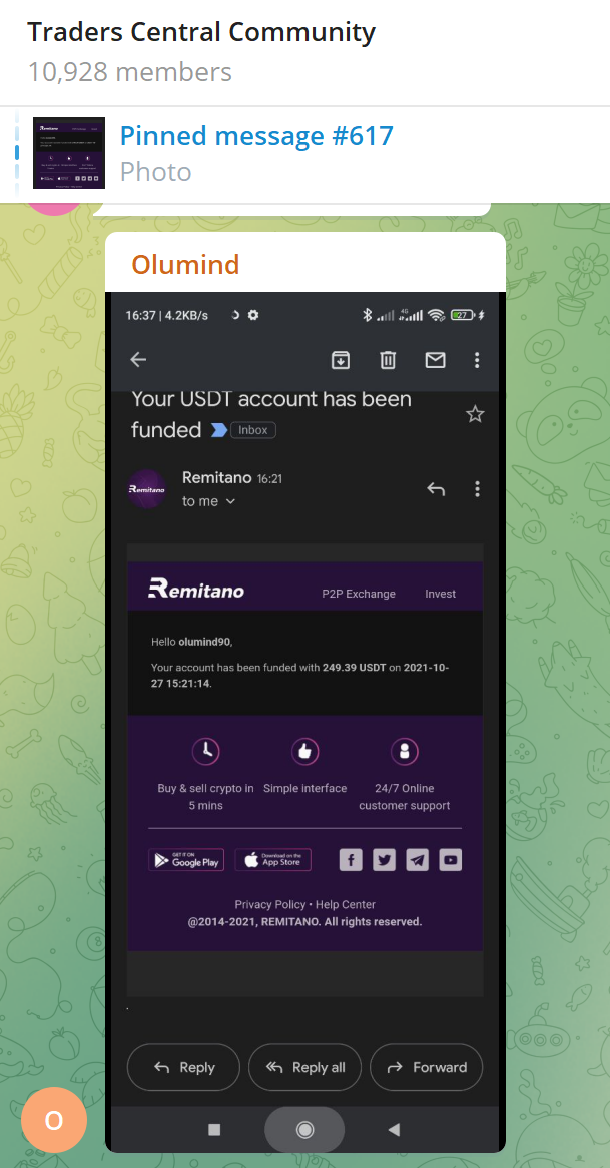 Traders Central Community
10,928 members
Pinned message #617
Photo
Olumind
16:37 | 4.2KB/s
4G
27
Your USDT account has been
funded
Inbox
Remitano 16:21
to me
Remitano
Remitano
P2P Exchange
Invest
Hello olumind90,
Your account has been funded with 249.39 USDT on 2021-10-
27 15:21:14.
Buy & sell crypto in
5 mins
Simple interface
24/7 Online
customer support
GET IT ON
Google Play
Download on the
App Store
Privacy Policy • Help Center
@2014-2021, REMITANO. All rights reserved.
Reply
Reply all
Forward
O